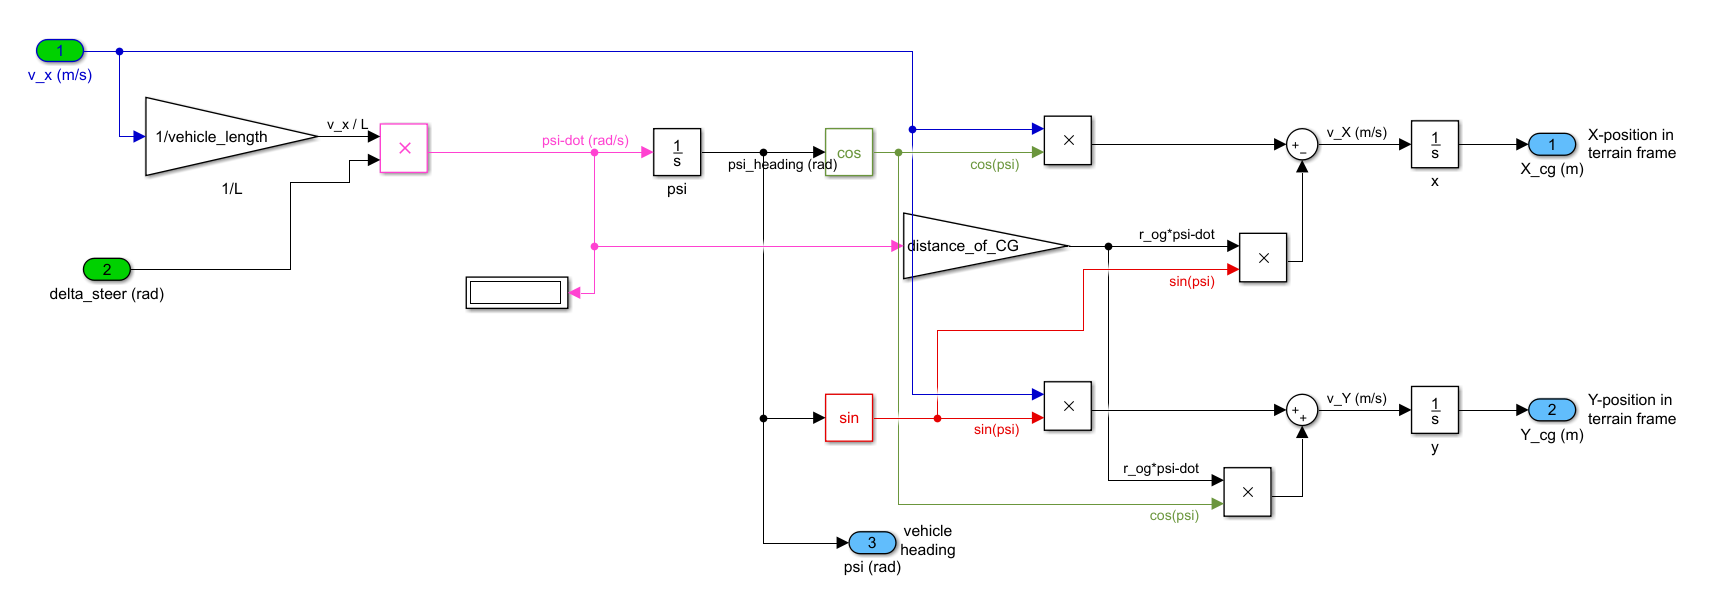 1
v_x (m/s)
1/vehicle_length
1/L
v_x / L
×
2
delta_steer (rad)
psi-dot (rad/s)
1
s
psi
psi_heading (rad)
cos
cos(psi)
×
distance_of_CG
r_og*psi-dot
sin(psi)
×
+
−
v_X (m/s)
1
s
x
1
X_cg (m)
X-position in
terrain frame
sin
sin(psi)
×
r_og*psi-dot
cos(psi)
×
+
+
v_Y (m/s)
1
s
y
2
Y_cg (m)
Y-position in
terrain frame
3
psi (rad)
vehicle
heading